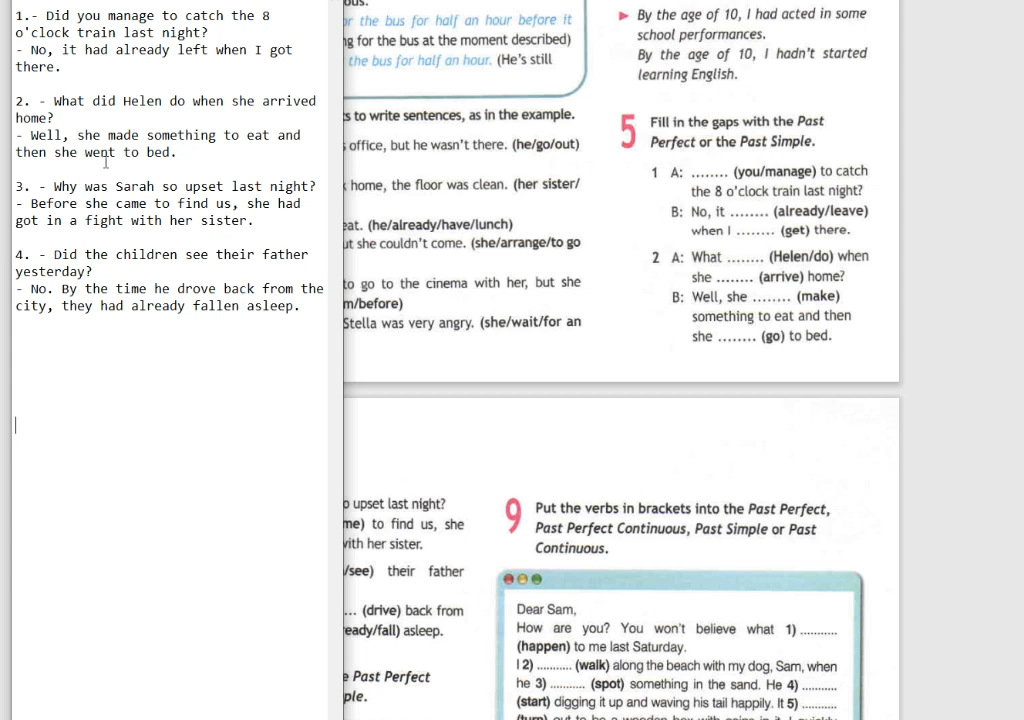 1.- Did you manage to catch the 8
o'clock train last night?
- No, it had already left when I got
there.
2. - What did Helen do when she arrived
home?
- Well, she made something to eat and
then she went to bed.
3. - Why was Sarah so upset last night?
- Before she came to find us, she had
got in a fight with her sister.
4. - Did the children see their father
yesterday?
- No. By the time he drove back from the
city, they had already fallen asleep.
the bus for half an hour before it
for the bus at the moment described)
the bus for half an hour. (He's still
to write sentences, as in the example.
office, but he wasn't there. (he/go/out)
home, the floor was clean. (her sister/
eat. (he/already/have/lunch)
she couldn't come. (she/arrange/to go
to go to the cinema with her, but she
m/before)
Stella was very angry. (she/wait/for an
► By the age of 10, I had acted in some
school performances.
By the age of 10, I hadn't started
learning English.
5 Fill in the gaps with the Past
Perfect or the Past Simple.
1 A: ........ (you/manage) to catch
the 8 o'clock train last night?
B: No, it ........ (already/leave)
when I ........ (get) there.
2 A: What ........ (Helen/do) when
she ........ (arrive) home?
B: Well, she ........ (make)
something to eat and then
she ........ (go) to bed.
upset last night?
me) to find us, she
with her sister.
/see) their father
... (drive) back from
eady/fall) asleep.
Past Perfect
ple.
9 Put the verbs in brackets into the Past Perfect,
Past Perfect Continuous, Past Simple or Past
Continuous.
Dear Sam,
How are you? You won't believe what 1) ..........
(happen) to me last Saturday.
I 2) .......... (walk) along the beach with my dog, Sam, when
he 3) .......... (spot) something in the sand. He 4) ..........
(start) digging it up and waving his tail happily. It 5) ..........
(turn) out to be a wooden box with coins in it. I quickly